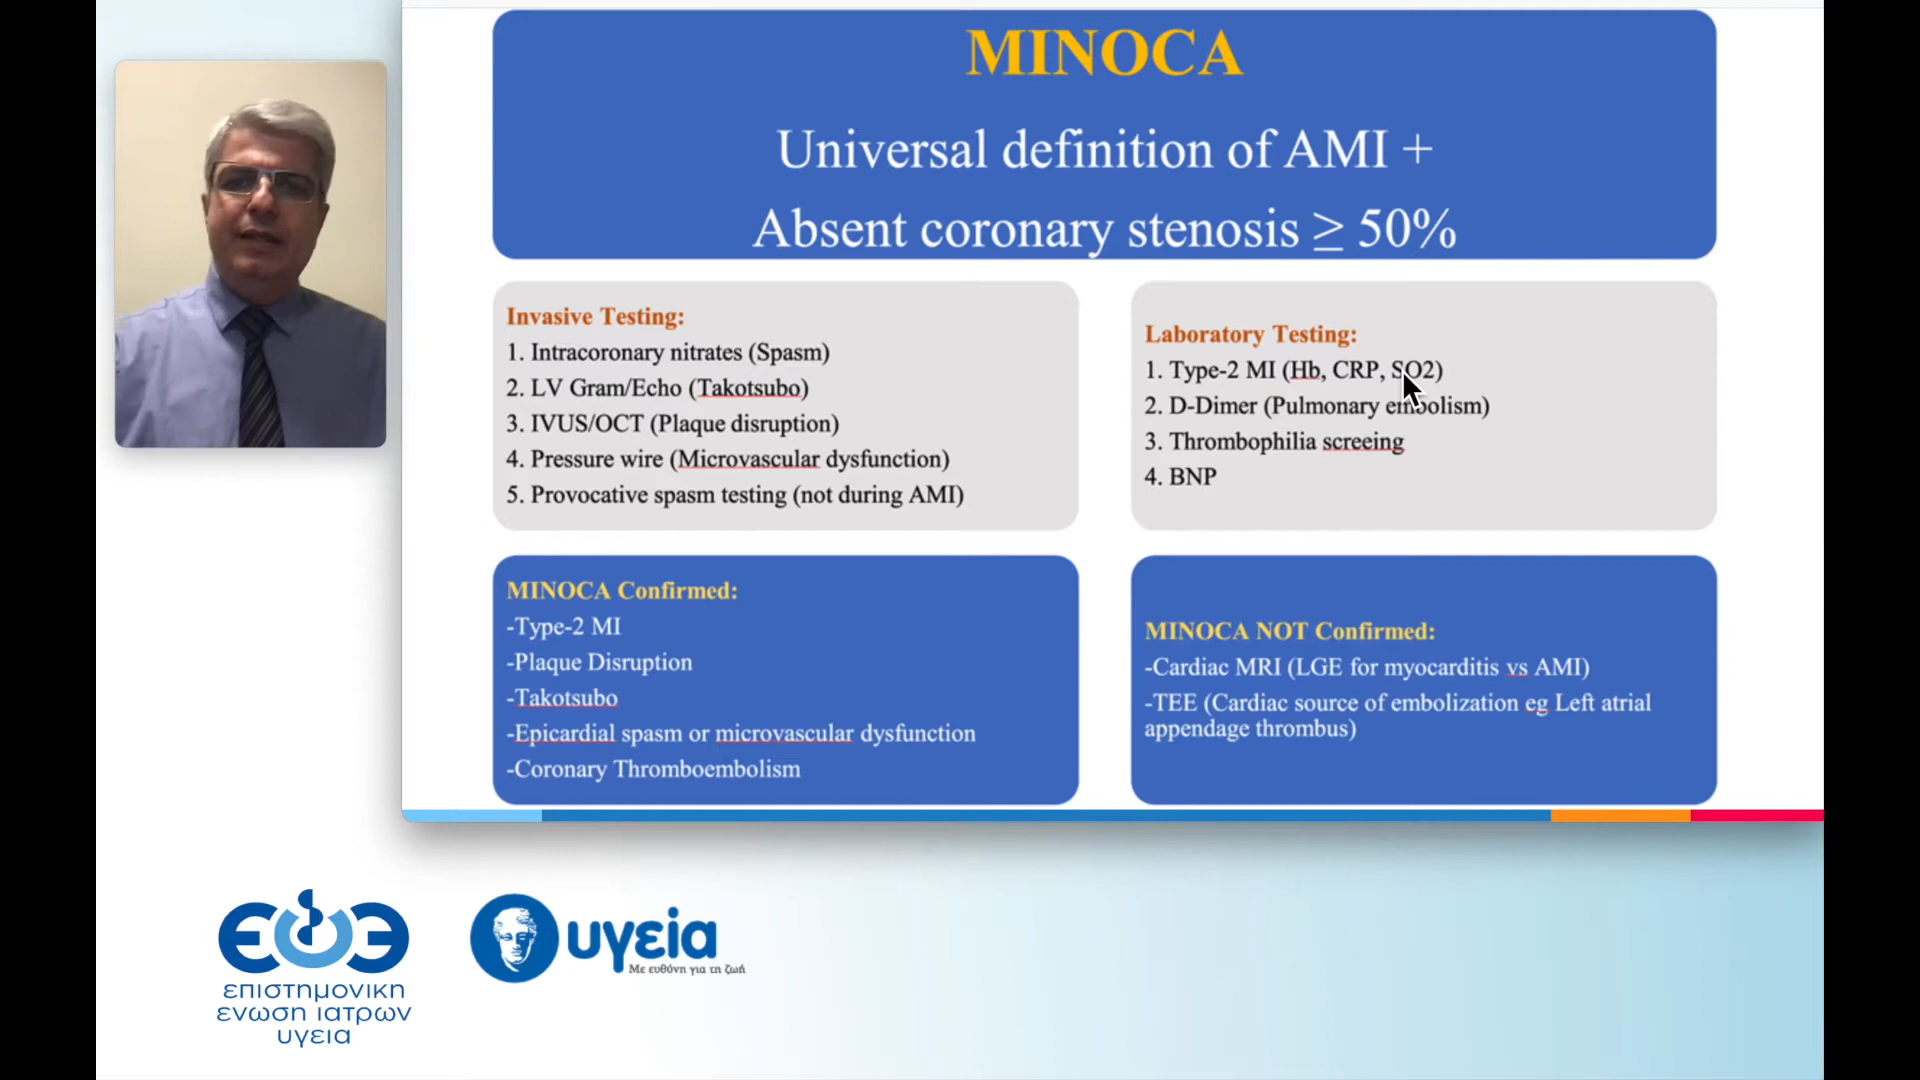 MINOCA
Universal definition of AMI +
Absent coronary stenosis ≥ 50%
Invasive Testing:
1. Intracoronary nitrates (Spasm)
2. LV Gram/Echo (Takotsubo)
3. IVUS/OCT (Plaque disruption)
4. Pressure wire (Microvascular dysfunction)
5. Provocative spasm testing (not during AMI)
Laboratory Testing:
1. Type-2 MI (Hb, CRP, SO2)
2. D-Dimer (Pulmonary embolism)
3. Thrombophilia screeing
4. BNP
MINOCA Confirmed:
-Type-2 MI
-Plaque Disruption
-Takotsubo
-Epicardial spasm or microvascular dysfunction
-Coronary Thromboembolism
MINOCA NOT Confirmed:
-Cardiac MRI (LGE for myocarditis vs AMI)
-TEE (Cardiac source of embolization eg Left atrial
appendage thrombus)
επιστημονικη
ενωση ιατρων
υγεια
υγεία
Με ευθύνη για τη ζωή